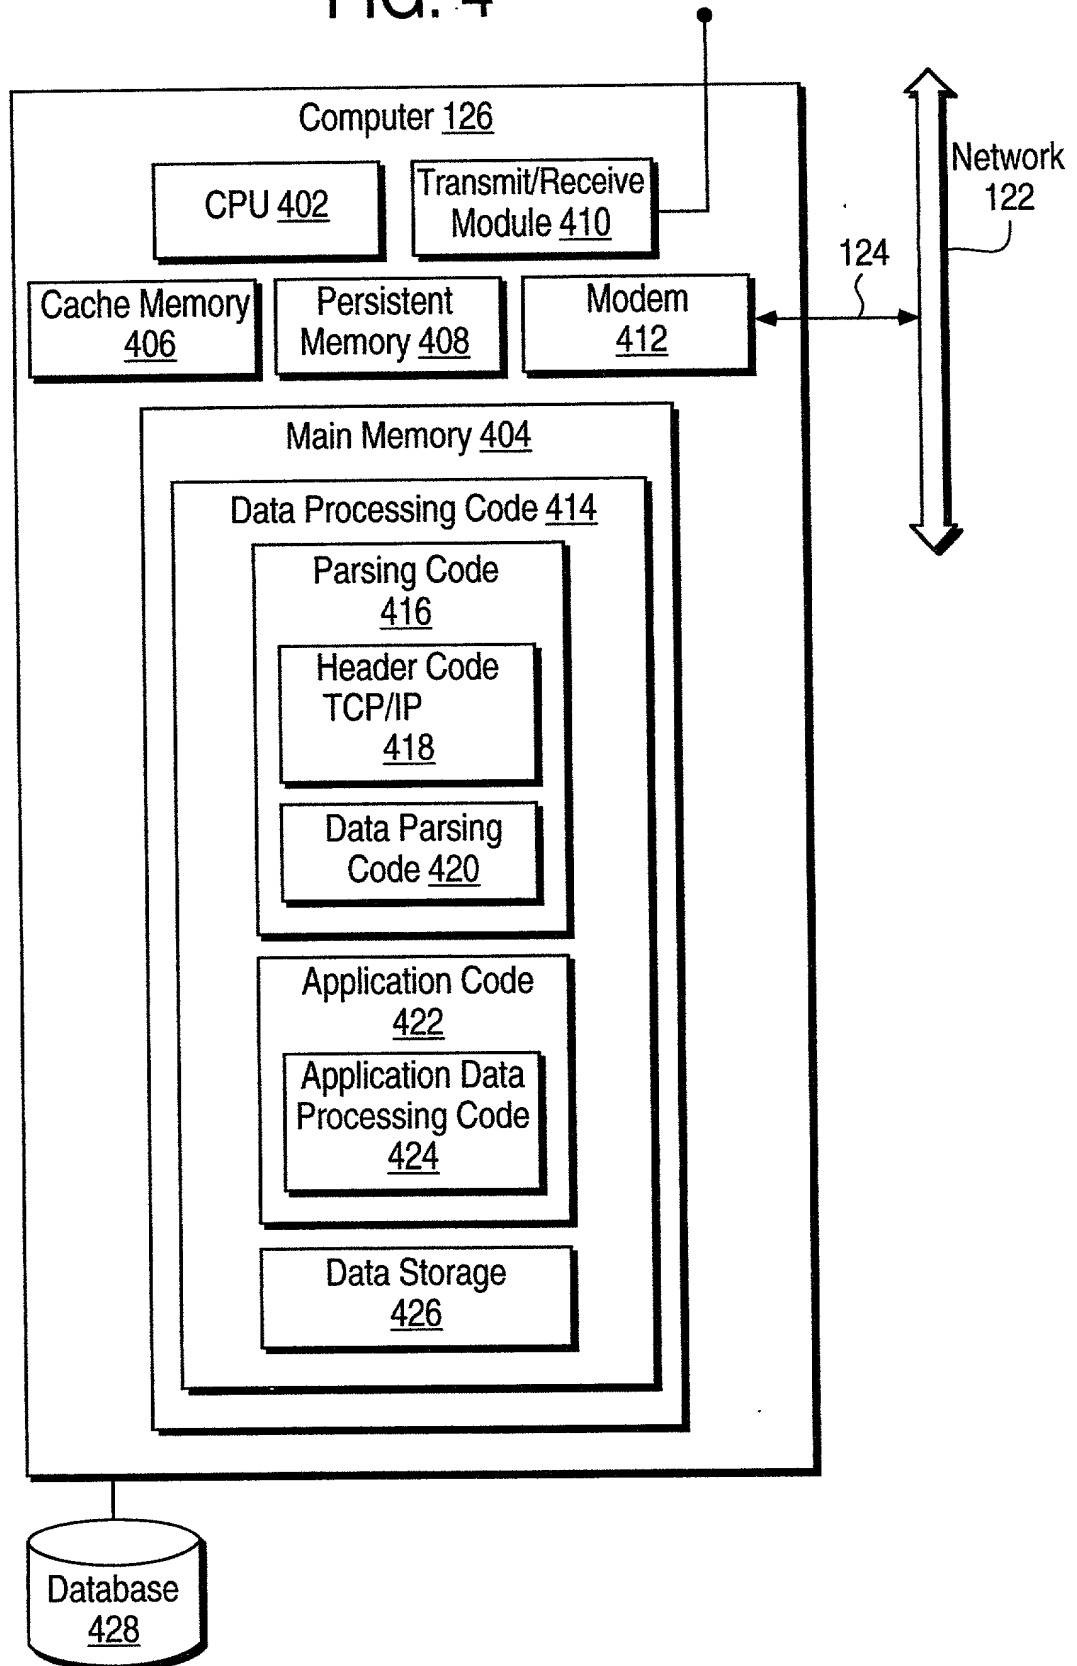 FIG. 4
Computer 126
CPU 402
Transmit/Receive
Module 410
Network
122
124
Cache Memory
406
Persistent
Memory 408
Modem
412
Main Memory 404
Data Processing Code 414
Parsing Code
416
Header Code
TCP/IP
418
Data Parsing
Code 420
Application Code
422
Application Data
Processing Code
424
Data Storage
426
Database
428